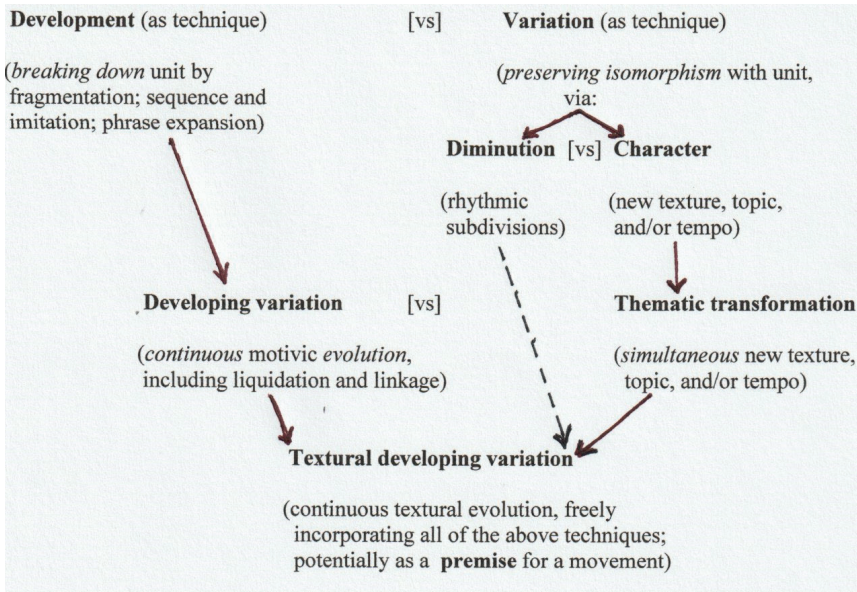 Development (as technique) [vs] Variation (as technique)
(breaking down unit by
fragmentation; sequence and
imitation; phrase expansion)
(preserving isomorphism with unit,
via:
Diminution [vs] Character
(rhythmic
subdivisions)
(new texture, topic,
and/or tempo)
Developing variation [vs] Thematic transformation
(continuous motivic evolution,
including liquidation and linkage)
(simultaneous new texture,
topic, and/or tempo)
Textural developing variation
(continuous textural evolution, freely
incorporating all of the above techniques;
potentially as a premise for a movement)